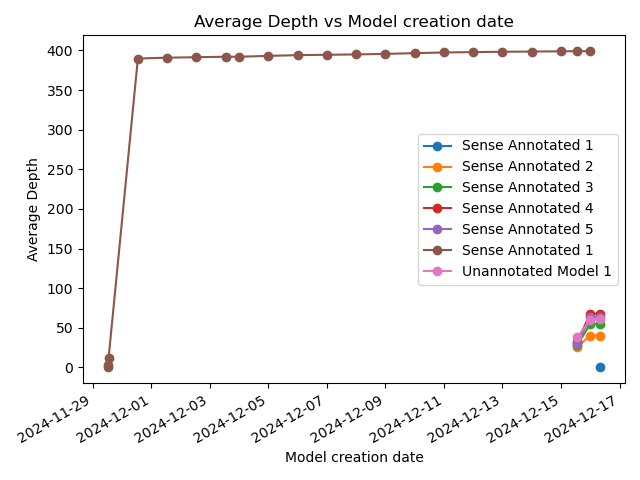 Average Depth vs Model creation date
400
350
300
250
200
150
100
50
0
Average Depth
Sense Annotated 1
Sense Annotated 2
Sense Annotated 3
Sense Annotated 4
Sense Annotated 5
Sense Annotated 1
Unannotated Model 1
2024-11-29
2024-12-01
2024-12-03
2024-12-05
2024-12-07
2024-12-09
2024-12-11
2024-12-13
2024-12-15
2024-12-17
Model creation date